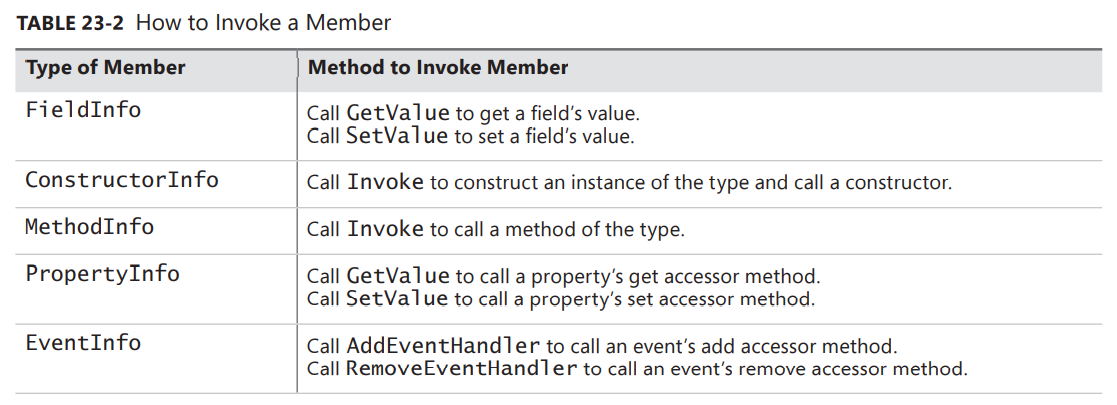 TABLE 23-2 How to Invoke a Member
Type of Member Method to Invoke Member
FieldInfo Call GetValue to get a field’s value.
Call SetValue to set a field’s value.
ConstructorInfo Call Invoke to construct an instance of the type and call a constructor.
MethodInfo Call Invoke to call a method of the type.
PropertyInfo Call GetValue to call a property’s get accessor method.
Call SetValue to call a property’s set accessor method.
EventInfo Call AddEventHandler to call an event’s add accessor method.
Call RemoveEventHandler to call an event’s remove accessor method.